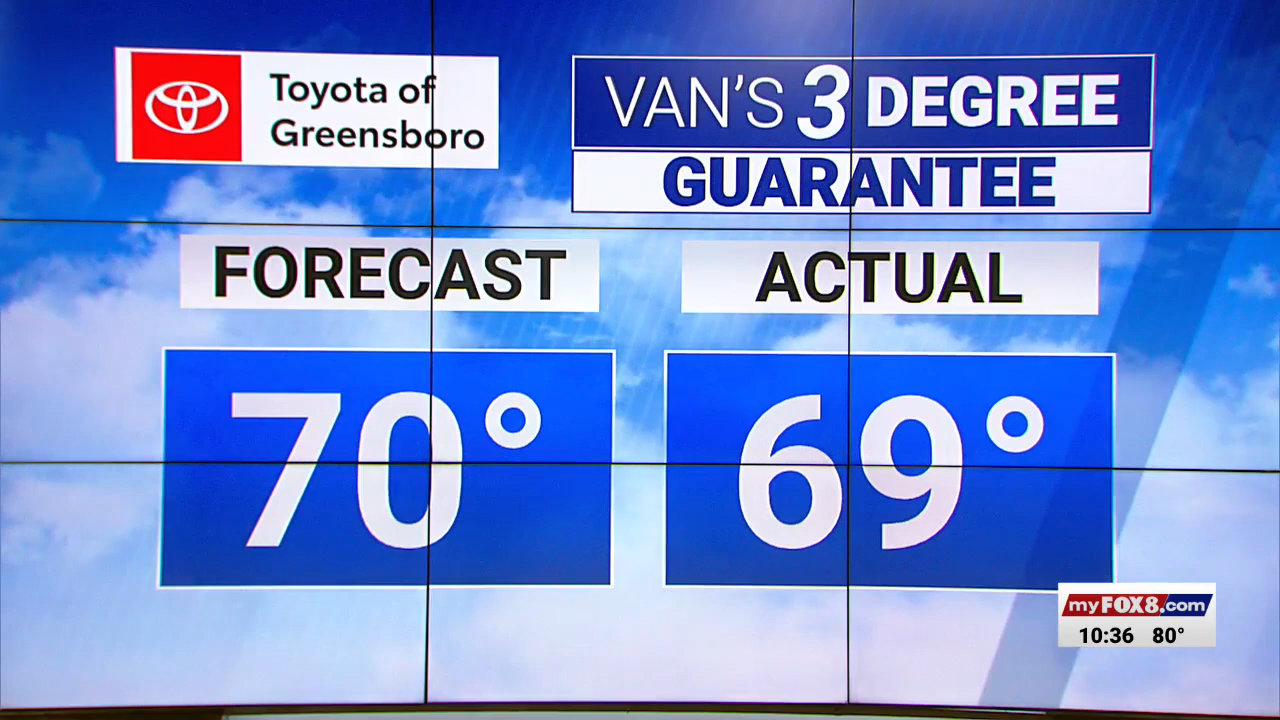 Toyota of
Greensboro
VAN'S 3 DEGREE
GUARANTEE
FORECAST
ACTUAL
70°
69°
myFOX8.com
10:36 80°